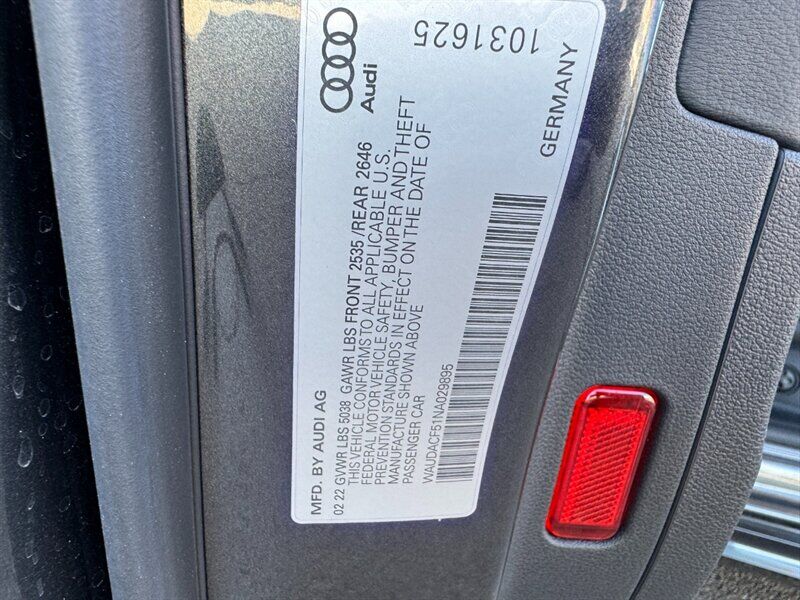 Audi
1031625
MFD. BY AUDI AG
GERMANY
02 22 GVWR LBS 5038 GAWR LBS FRONT 2535 /REAR 2646
THIS VEHICLE CONFORMS TO ALL APPLICABLE U.S.
FEDERAL MOTOR VEHICLE SAFETY, BUMPER AND THEFT
PREVENTION STANDARDS IN EFFECT ON THE DATE OF
MANUFACTURE SHOWN ABOVE
PASSENGER CAR
WAUDACF51NA029895